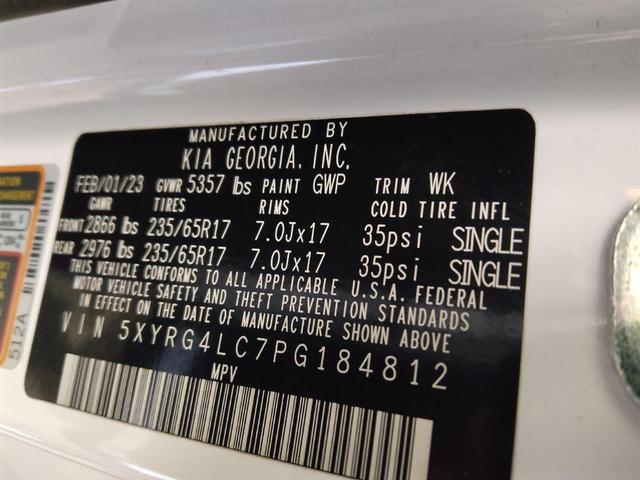 MANUFACTURED BY
KIA GEORGIA, INC.
FEB/01/23 GVWR 5357 lbs PAINT GWP TRIM WK
GAWR TIRES RIMS COLD TIRE INFL
FRONT 2866 lbs 235/65R17 7.0Jx17 35psi SINGLE
REAR 2976 lbs 235/65R17 7.0Jx17 35psi SINGLE
THIS VEHICLE CONFORMS TO ALL APPLICABLE U.S.A. FEDERAL
MOTOR VEHICLE SAFETY AND THEFT PREVENTION STANDARDS
IN EFFECT ON THE DATE OF MANUFACTURE SHOWN ABOVE
VIN 5XYRG4LC7PG184812
MPV
512A